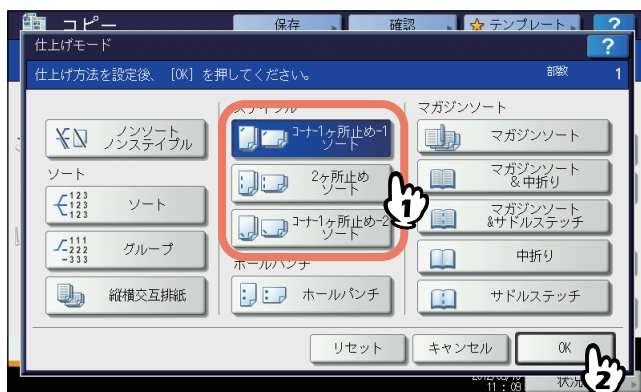 コピー
保存
確認
テンプレート
?
仕上げモード
?
仕上げ方法を設定後、[OK] を押してください。
部数 1
ノンソート
ノンステイプル
ソート
123
123
123
ソート
111
222
333
グループ
縦横交互排紙
ステイプル
コーナー1ヶ所止め-1
ソート
2ヶ所止め
ソート
コーナー1ヶ所止め-2
ソート
ホールパンチ
ホールパンチ
マガジンソート
マガジンソート
マガジンソート
&中折り
マガジンソート
&サドルステッチ
中折り
サドルステッチ
1
リセット
キャンセル
OK
2
11:09
状況